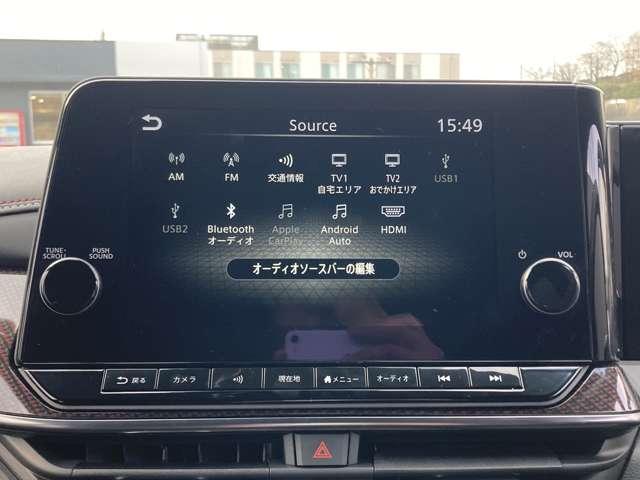 Source
15:49
AM
FM
交通情報
TV1
自宅エリア
TV2
おでかけエリア
USB1
USB2
Bluetooth
オーディオ
Apple
CarPlay
Android
Auto
HDMI
TUNE・
SCROLL
PUSH
SOUND
VOL
オーディオソースバーの編集
戻る
カメラ
現在地
メニュー
オーディオ